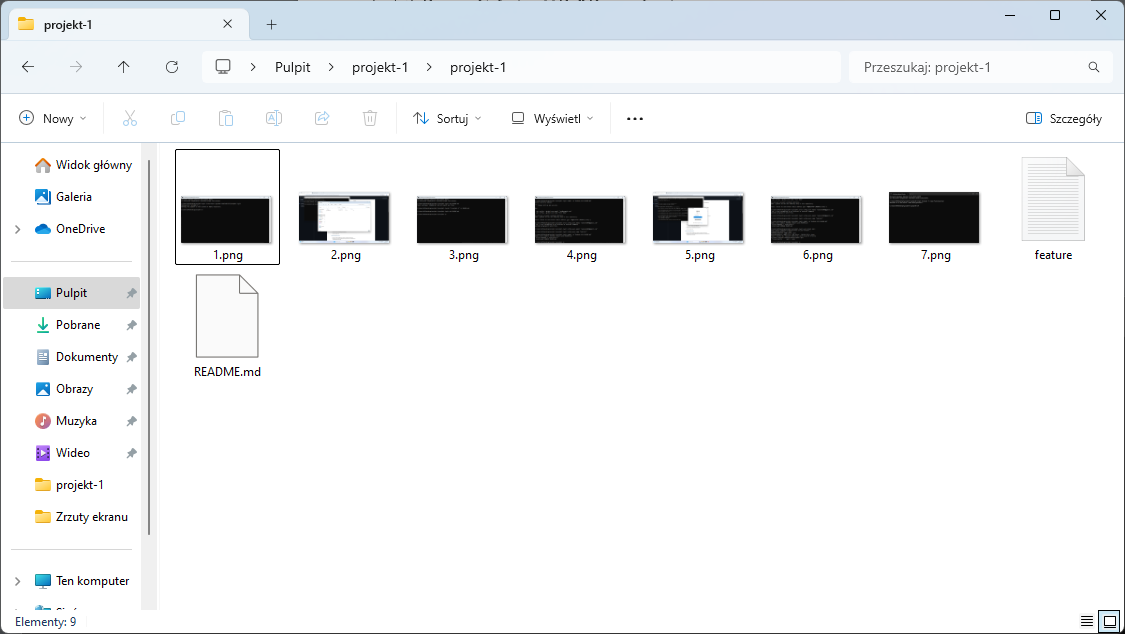 projekt-1
Pulpit
projekt-1
projekt-1
Przeszukaj: projekt-1
Nowy
Sortuj
Wyświetl
Szczegóły
Widok główny
Galeria
OneDrive
Pulpit
Pobrane
Dokumenty
Obrazy
Muzyka
Wideo
projekt-1
Zrzuty ekranu
Ten komputer
1.png
2.png
3.png
4.png
5.png
6.png
7.png
feature
README.md
Elementy: 9